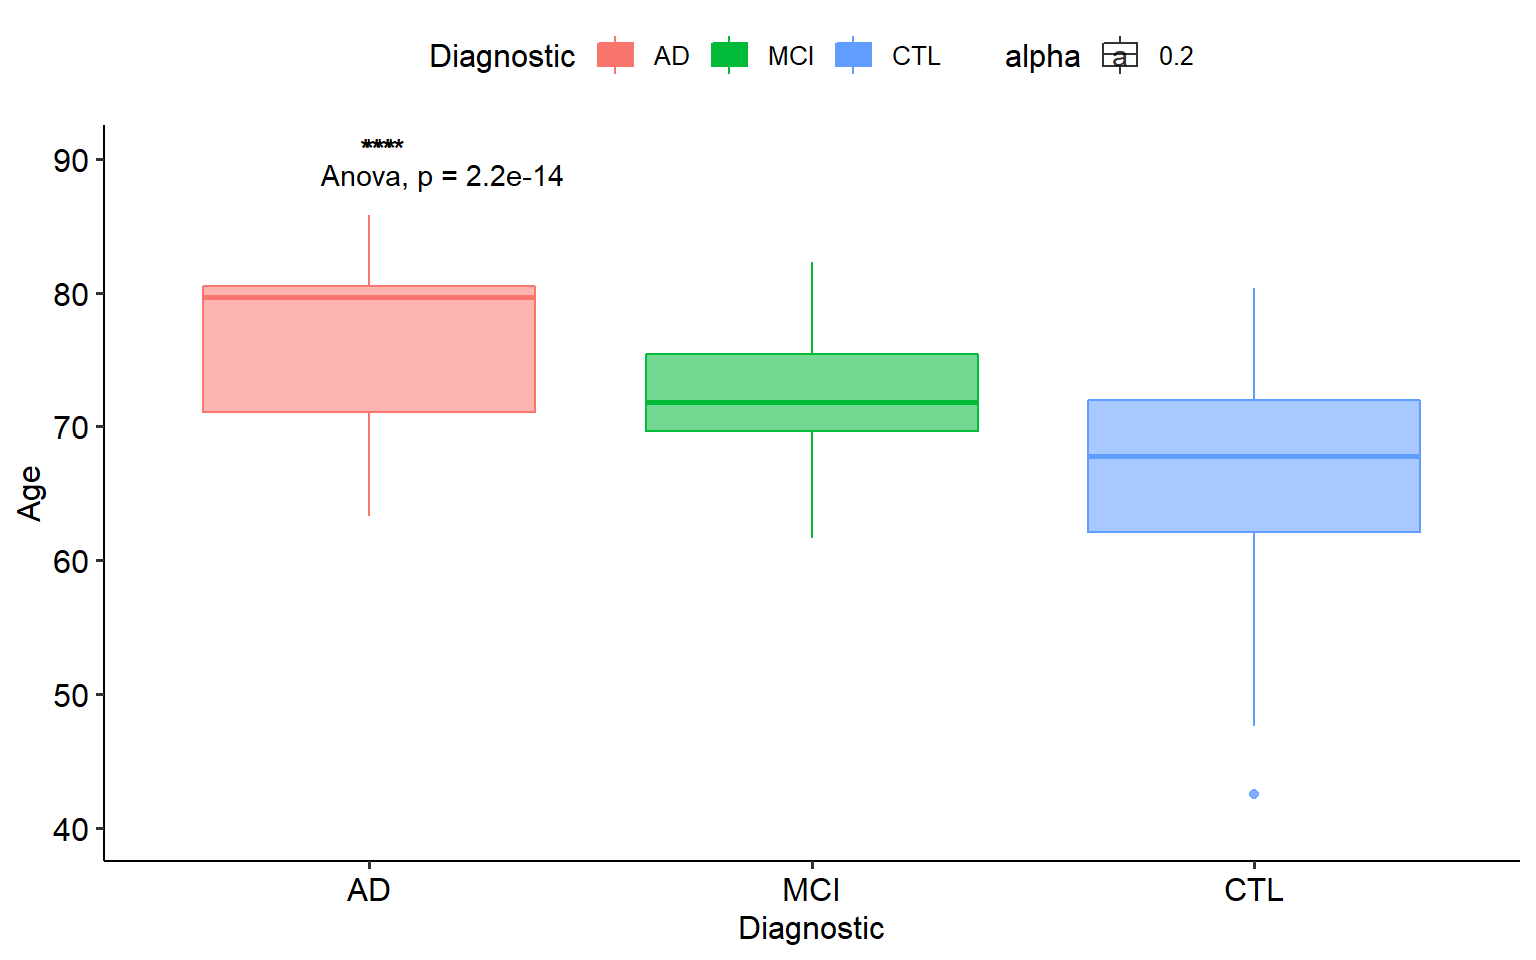 Diagnostic AD MCI CTL alpha a 0.2
****
Anova, p = 2.2e-14
90
80
70
60
50
40
Age
AD MCI CTL
Diagnostic